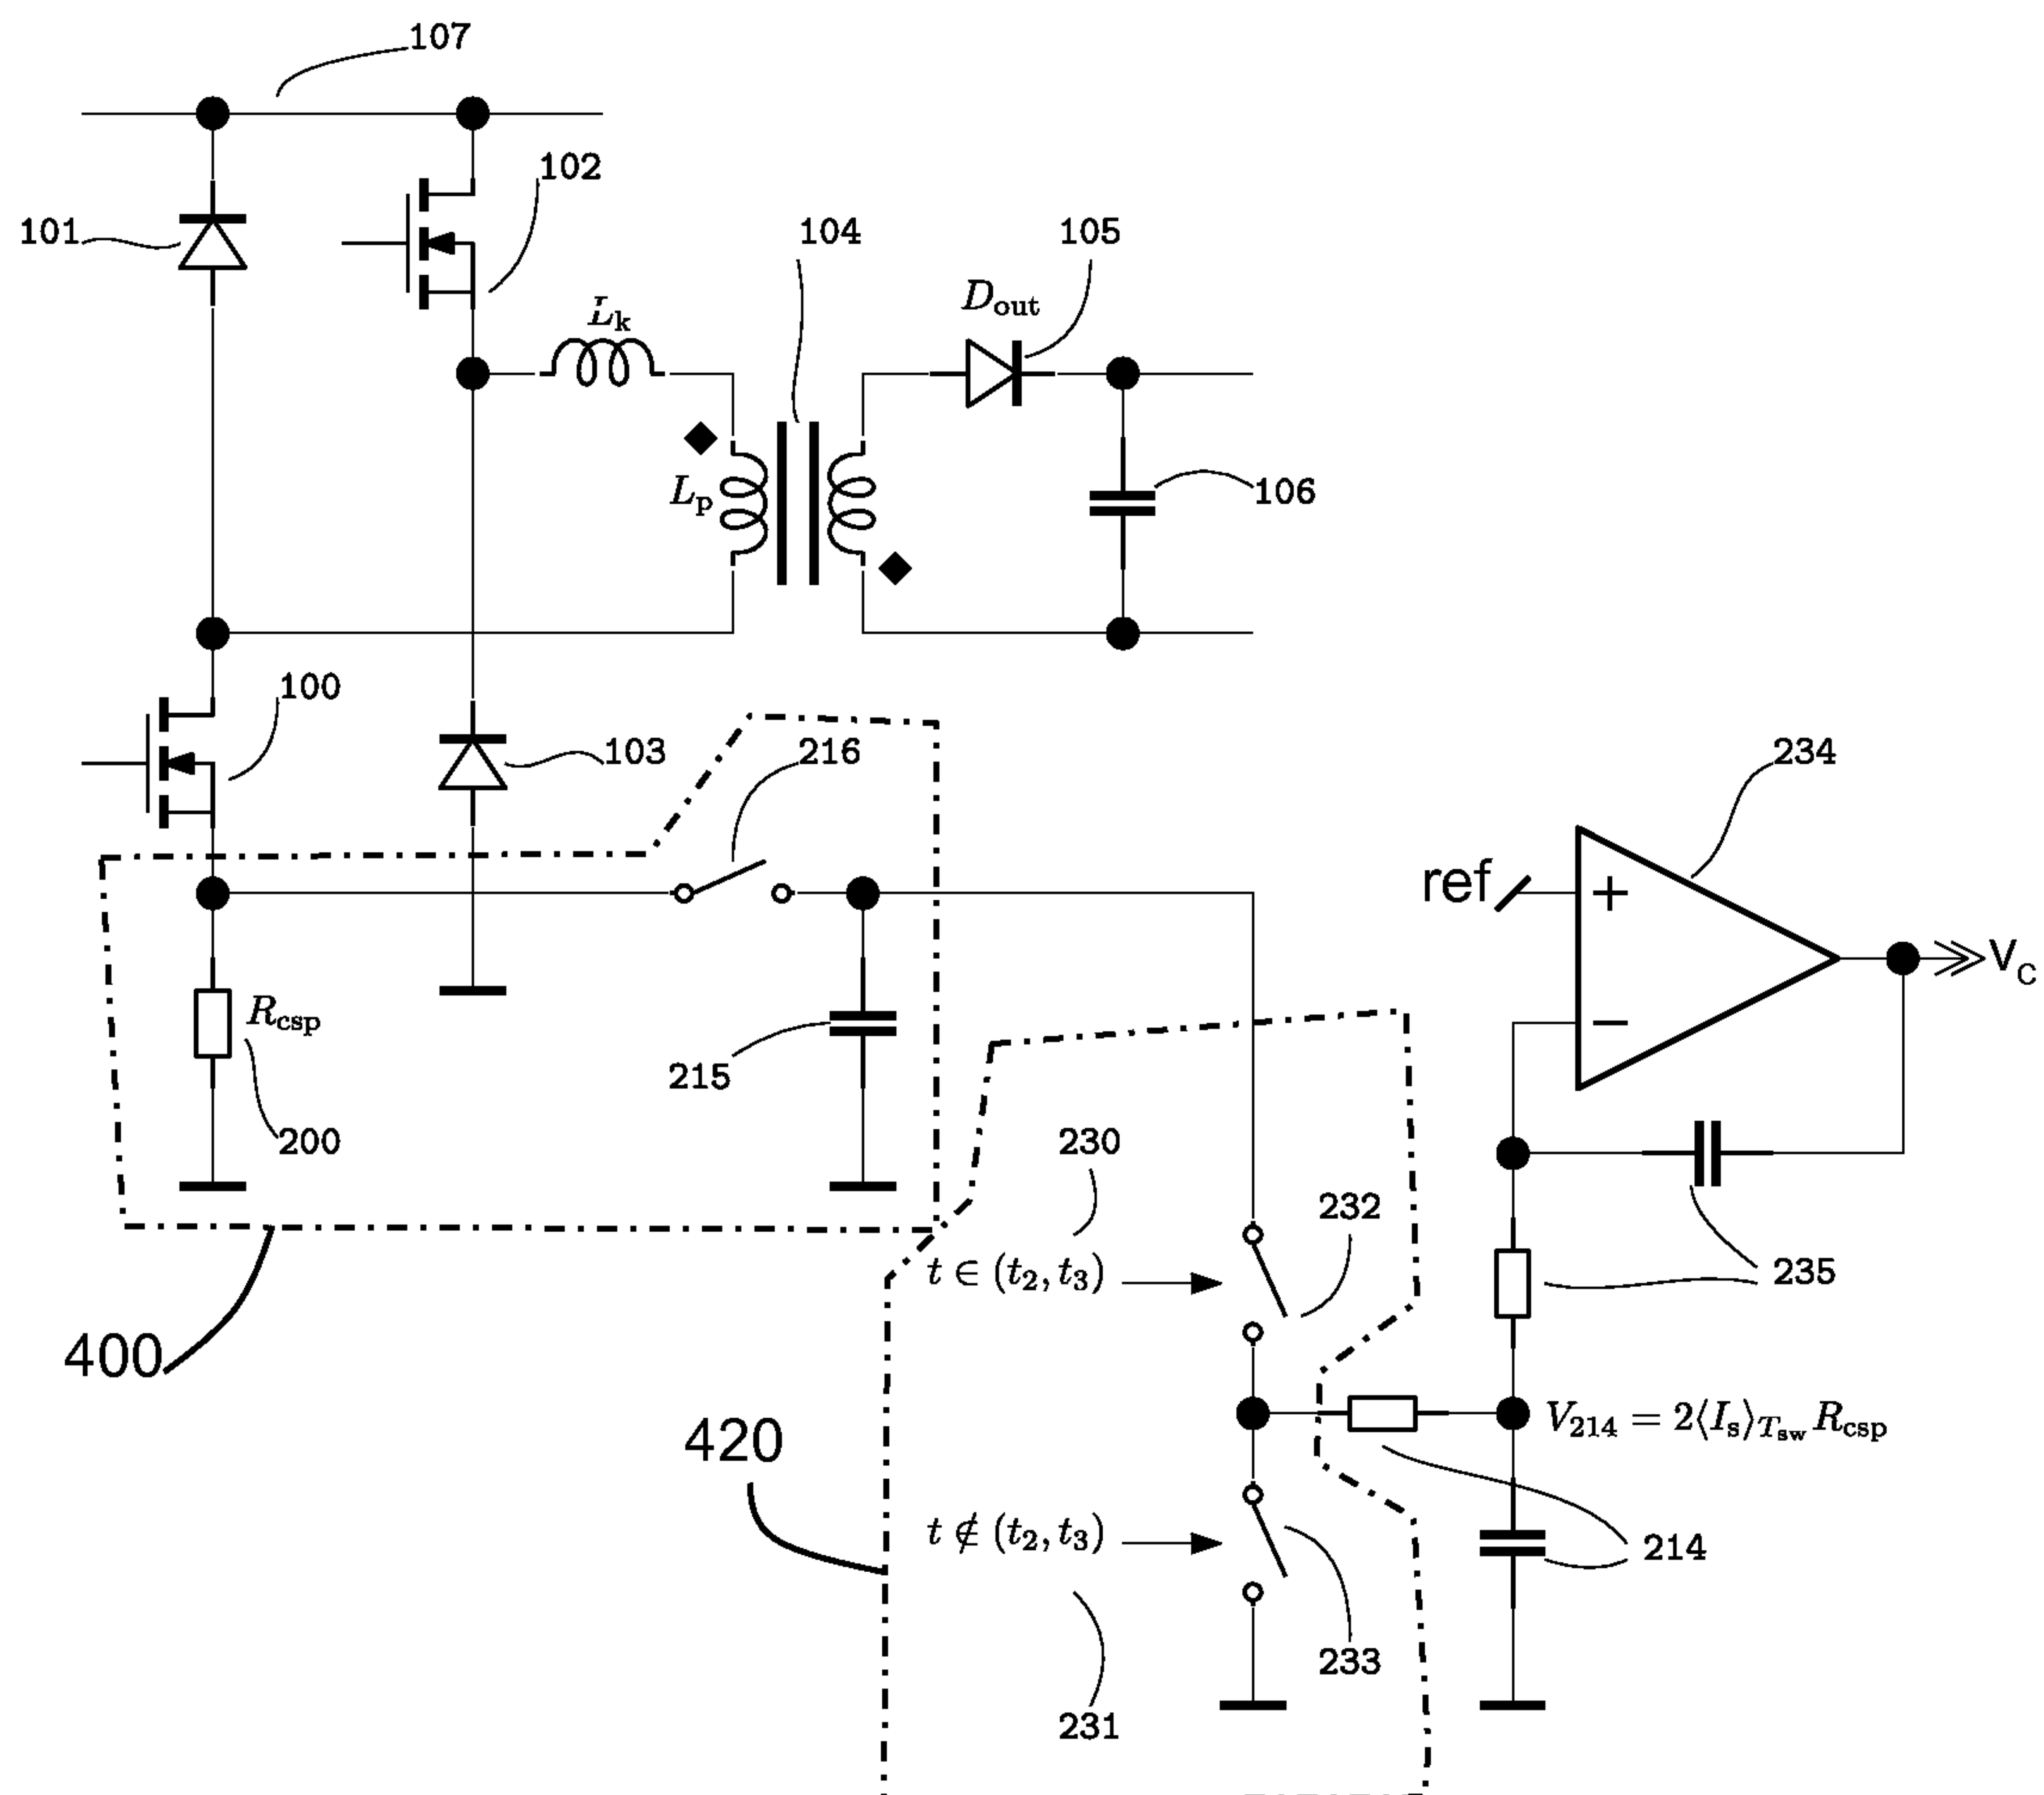 107
102
101
104
105
D_out
L_k
L_p
106
100
103
216
234
ref
+
V_C
−
R_csp
215
200
230
232
t ∈ (t_2, t_3)
235
400
420
V_214 = 2⟨I_s⟩_{T_sw} R_csp
t ∉ (t_2, t_3)
214
233
231